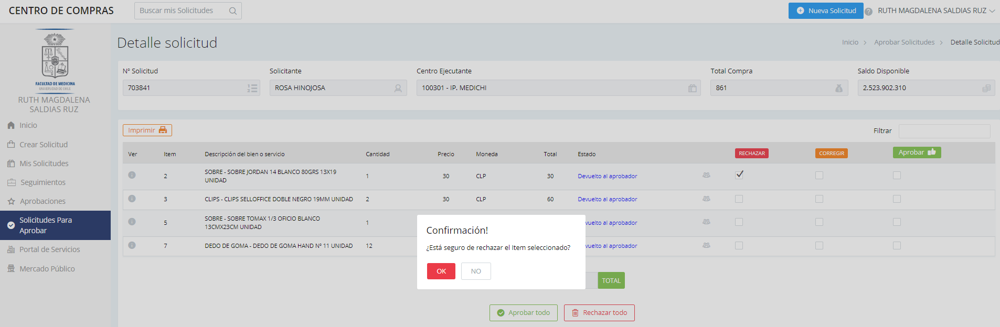 CENTRO DE COMPRAS
Buscar mis Solicitudes
Nueva Solicitud
RUTH MAGDALENA SALDIAS RUZ
FACULTAD DE MEDICINA
UNIVERSIDAD DE CHILE
RUTH MAGDALENA
SALDIAS RUZ
Inicio
Crear Solicitud
Mis Solicitudes
Seguimientos
Aprobaciones
Solicitudes Para
Aprobar
Portal de Servicios
Mercado Público
Detalle solicitud
Inicio > Aprobar Solicitudes > Detalle Solicitud
Nº Solicitud Solicitante Centro Ejecutante Total Compra Saldo Disponible
703841 ROSA HINOJOSA 100301 - IP. MEDICHI 861 2.523.902.310
Imprimir
Filtrar
Ver Item Descripción del bien o servicio Cantidad Precio Moneda Total Estado RECHAZAR CORREGIR Aprobar
2 SOBRE - SOBRE JORDAN 14 BLANCO 80GRS 13X19
UNIDAD
1 30 CLP 30 Devuelto al aprobador
3 CLIPS - CLIPS SELLOFFICE DOBLE NEGRO 19MM UNIDAD 2 30 CLP 60 Devuelto al aprobador
5 SOBRE - SOBRE TOMAX 1/3 OFICIO BLANCO
13CMX23CM UNIDAD
1 vuelto al aprobador
7 DEDO DE GOMA - DEDO DE GOMA HAND Nº 11 UNIDAD 12 vuelto al aprobador
Confirmación!
¿Está seguro de rechazar el Item seleccionado?
OK NO
TOTAL
Aprobar todo Rechazar todo